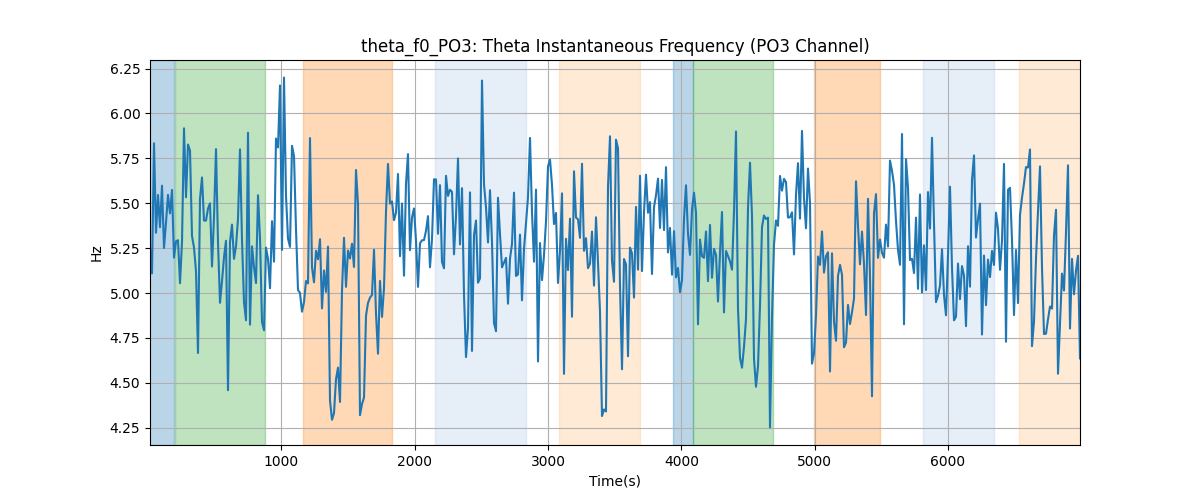 theta_f0_PO3: Theta Instantaneous Frequency (PO3 Channel)
6.25
6.00
5.75
5.50
5.25
5.00
4.75
4.50
4.25
Hz
1000 2000 3000 4000 5000 6000
Time(s)